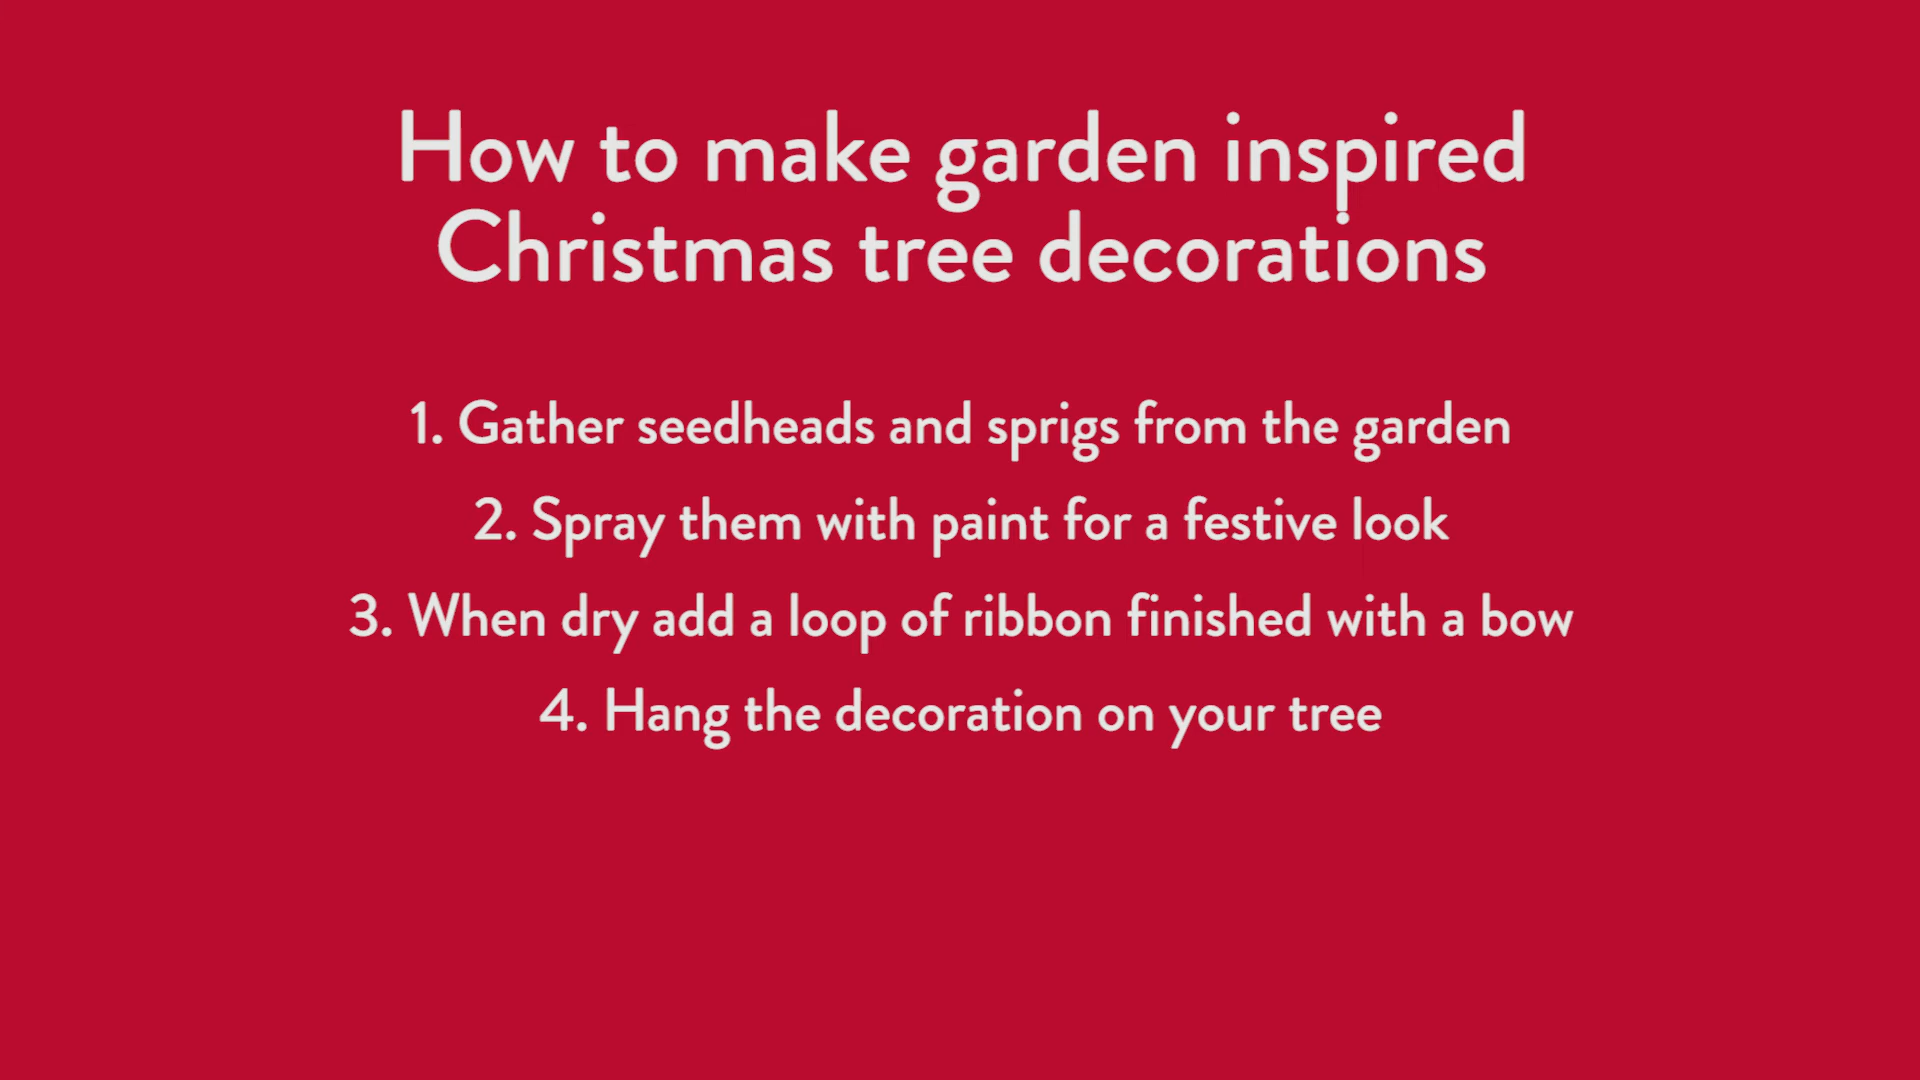 How to make garden inspired
Christmas tree decorations
1. Gather seedheads and sprigs from the garden
2. Spray them with paint for a festive look
3. When dry add a loop of ribbon finished with a bow
4. Hang the decoration on your tree